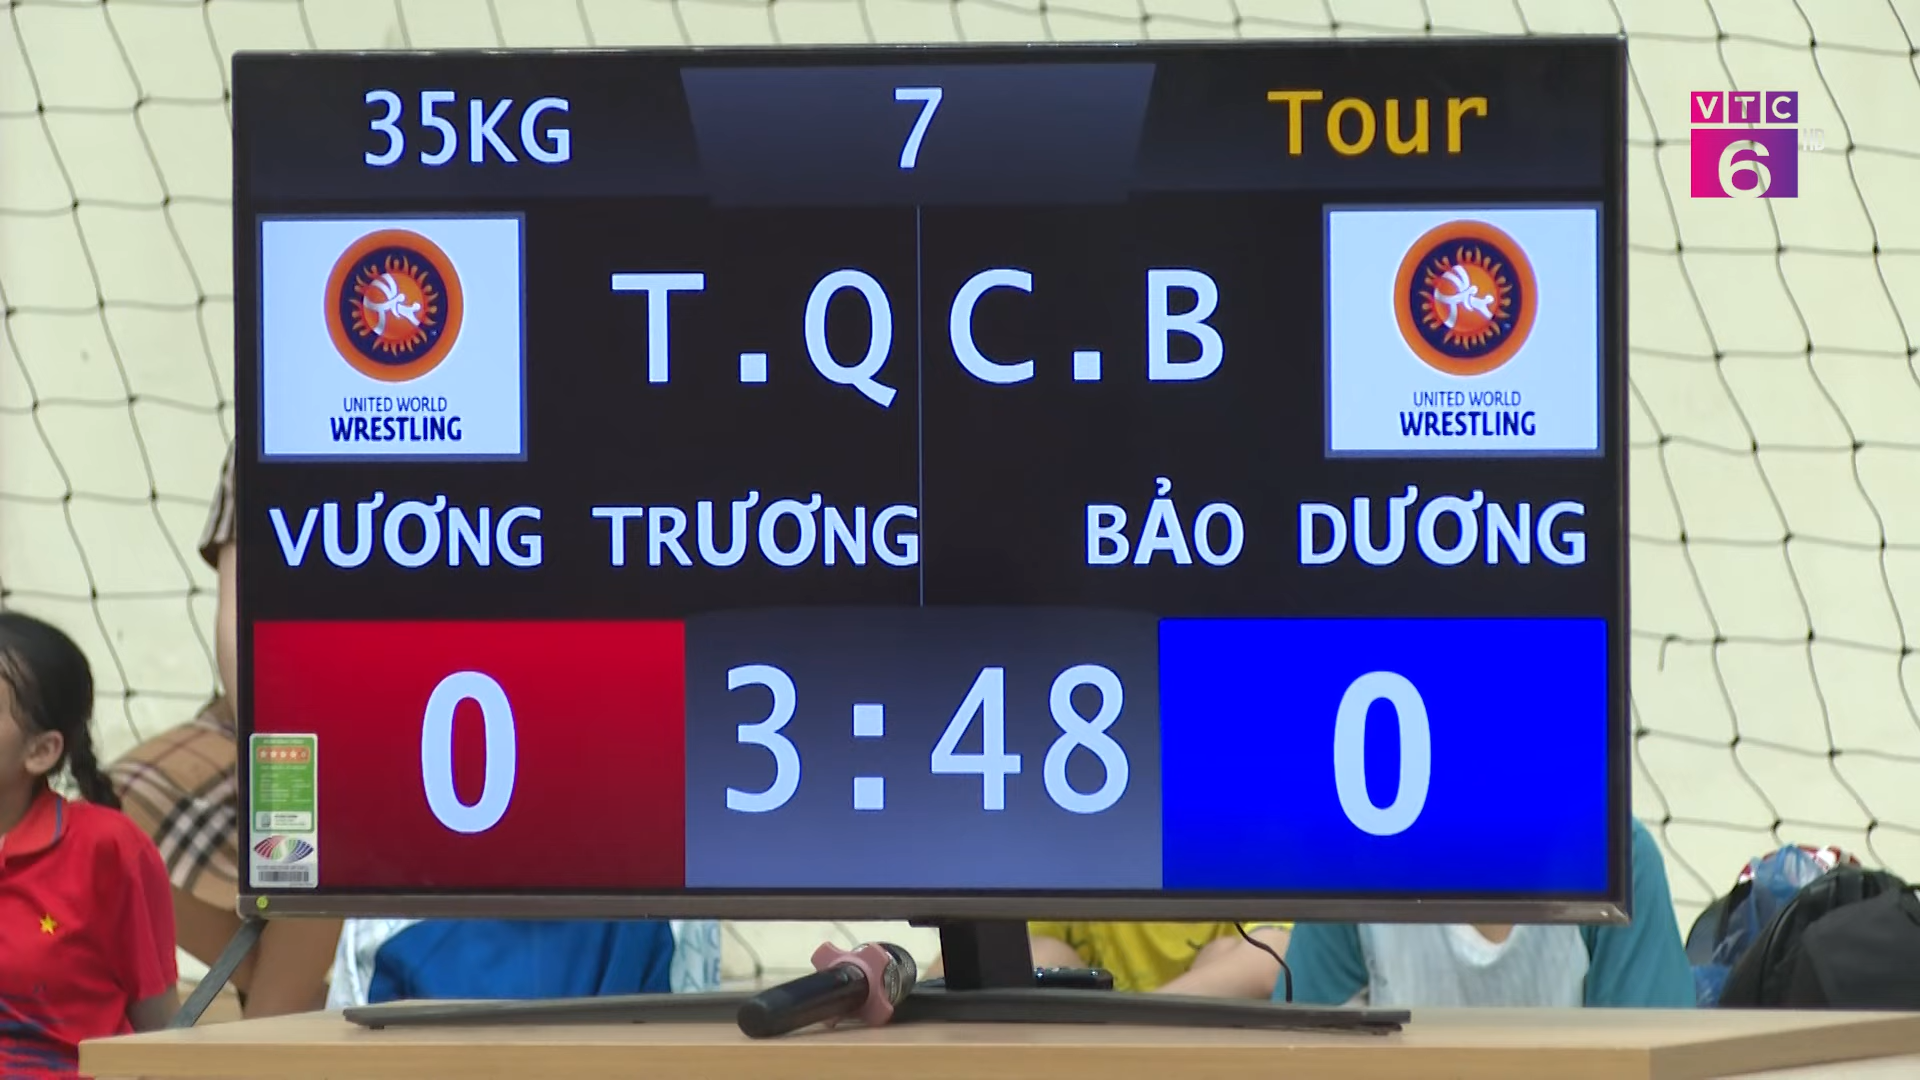 35KG 7 Tour
VTC
6
HD
T.Q C.B
UNITED WORLD
WRESTLING
UNITED WORLD
WRESTLING
VƯƠNG TRƯƠNG BẢO DƯƠNG
0 3:48 0